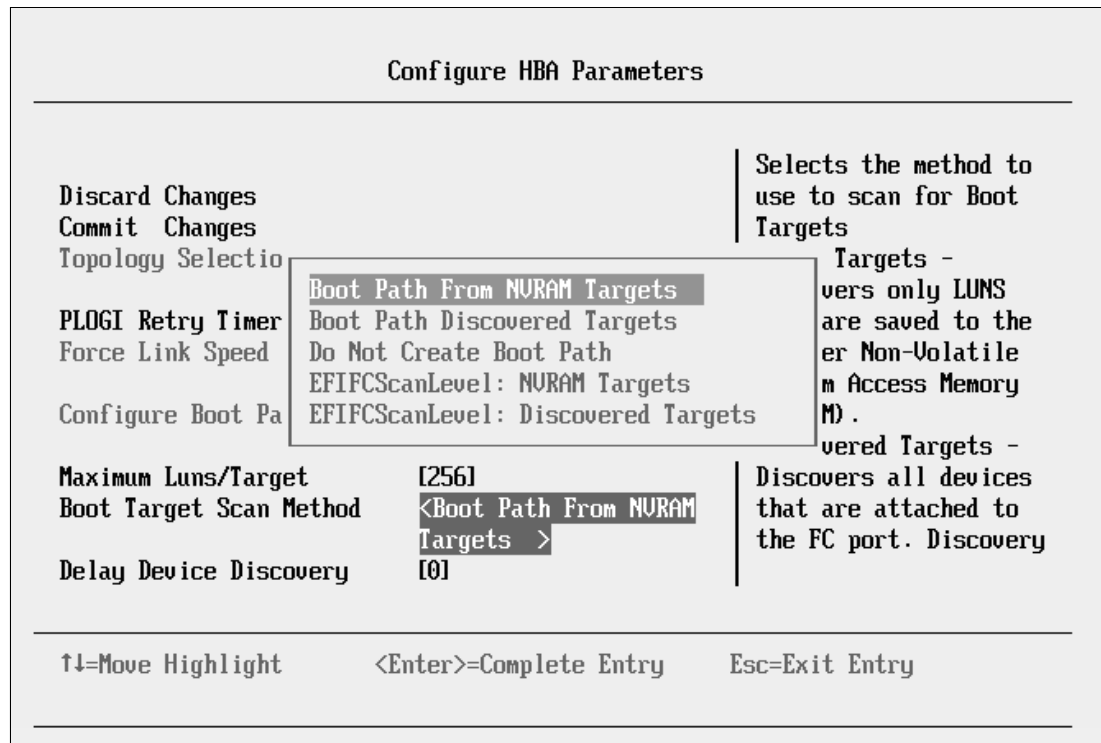 Configure HBA Parameters
Selects the method to
Discard Changes use to scan for Boot
Commit Changes Targets
Topology Selectio Targets -
Boot Path From NVRAM Targets vers only LUNS
PLOGI Retry Timer Boot Path Discovered Targets are saved to the
Force Link Speed Do Not Create Boot Path er Non-Volatile
EFIFCScanLevel: NVRAM Targets m Access Memory
Configure Boot Pa EFIFCScanLevel: Discovered Targets M).
vered Targets -
Maximum Luns/Target [256] Discovers all devices
Boot Target Scan Method <Boot Path From NVRAM that are attached to
Targets > the FC port. Discovery
Delay Device Discovery [0]
↑↓=Move Highlight <Enter>=Complete Entry Esc=Exit Entry